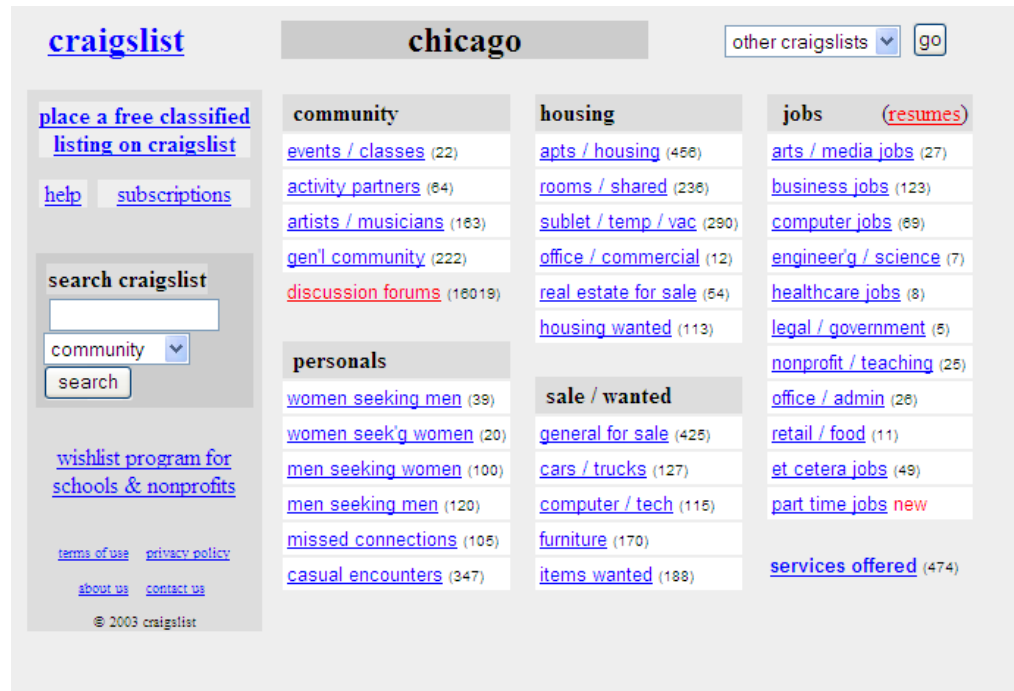 craigslist
chicago
other craigslists
go
place a free classified
listing on craigslist
help subscriptions
search craigslist
community
search
wishlist program for
schools & nonprofits
terms of use privacy policy
about us contact us
© 2003 craigslist
community
events / classes (22)
activity partners (64)
artists / musicians (163)
gen'l community (222)
discussion forums (16019)
personals
women seeking men (39)
women seek'g women (20)
men seeking women (100)
men seeking men (120)
missed connections (105)
casual encounters (347)
housing
apts / housing (456)
rooms / shared (236)
sublet / temp / vac (290)
office / commercial (12)
real estate for sale (54)
housing wanted (113)
sale / wanted
general for sale (425)
cars / trucks (127)
computer / tech (115)
furniture (170)
items wanted (188)
jobs (resumes)
arts / media jobs (27)
business jobs (123)
computer jobs (69)
engineer'g / science (7)
healthcare jobs (8)
legal / government (5)
nonprofit / teaching (25)
office / admin (26)
retail / food (11)
et cetera jobs (49)
part time jobs new
services offered (474)